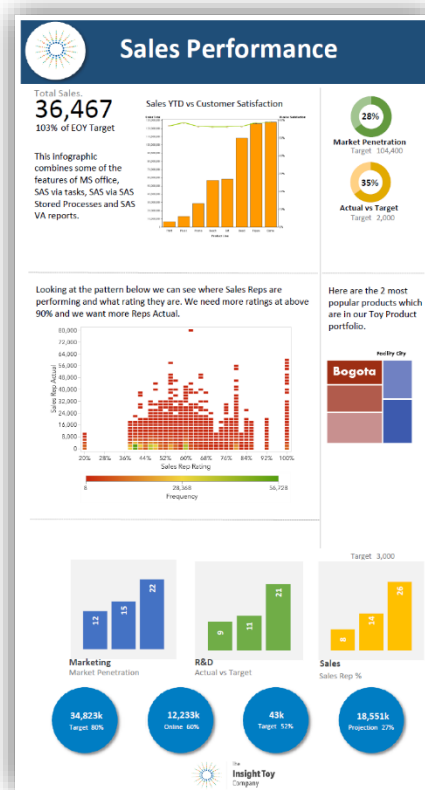 Sales Performance
Total Sales.
36,467
103% of EOY Target
This infographic
combines some of the
features of MS office,
SAS via tasks, SAS via SAS
Stored Processes and SAS
VA reports.
Sales YTD vs Customer Satisfaction
28%
Market Penetration
Target 104,400
35%
Actual vs Target
Target 2,000
Looking at the pattern below we can see where Sales Reps are
performing and what rating they are. We need more ratings at above
90% and we want more Reps Actual.
Sales Rep Actual
80,000
72,000
64,000
56,000
48,000
40,000
32,000
24,000
16,000
8,000
0
20% 28% 36% 44% 52% 60% 68% 76% 84% 92% 100%
Sales Rep Rating
8 28,368 56,728
Frequency
Here are the 2 most
popular products which
are in our Toy Product
portfolio.
Facility City
Bogota
Target 3,000
12 15 22
9 11 21
8 14 26
Marketing
Market Penetration
R&D
Actual vs Target
Sales
Sales Rep %
34,823k
Target 80%
12,233k
Online 60%
43k
Target 52%
18,551k
Projection 27%
The
Insight Toy
Company